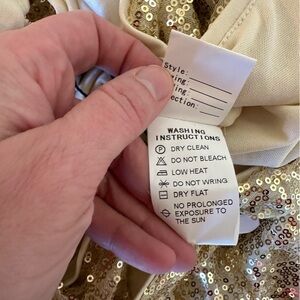 Style:
ing:
ling:
ection:
WASHING
INSTRUCTIONS
P DRY CLEAN
DO NOT BLEACH
LOW HEAT
DO NOT WRING
DRY FLAT
NO PROLONGED
EXPOSURE TO
THE SUN